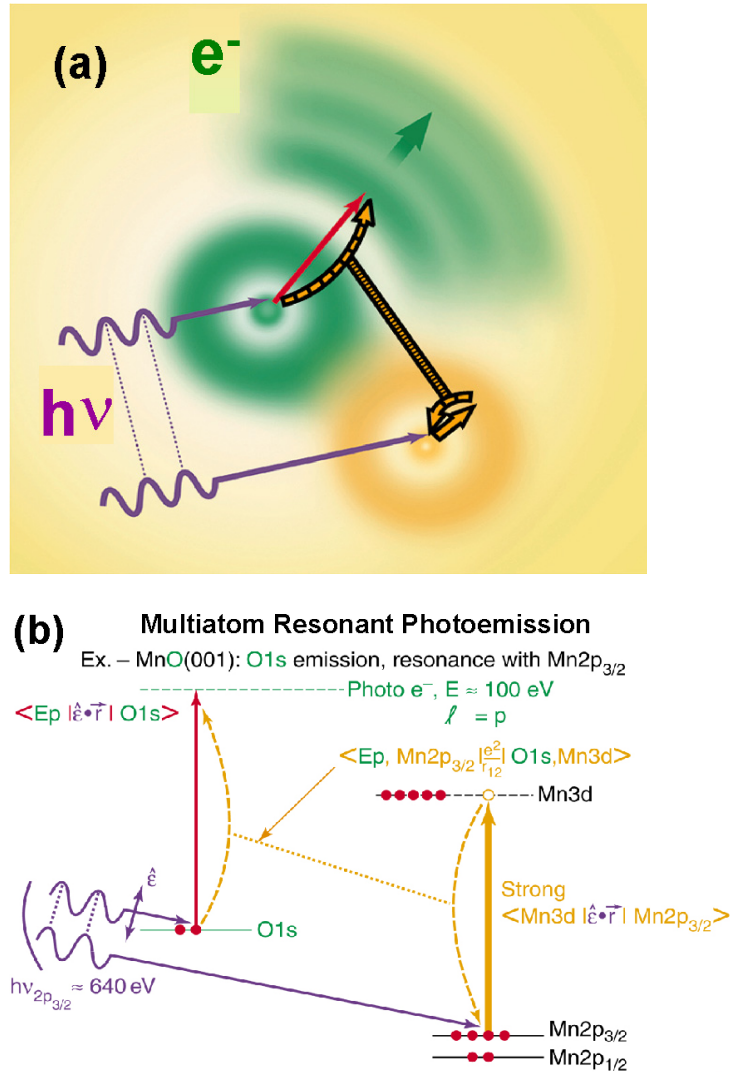 (a)
e⁻
hν
(b)
Multiatom Resonant Photoemission
Ex. – MnO(001): O1s emission, resonance with Mn2p₃/₂
Photo e⁻, E ≈ 100 eV
<Ep |ε̂•r⃗| O1s>
ℓ = p
<Ep, Mn2p₃/₂ |e²/r₁₂| O1s,Mn3d>
Mn3d
ε̂
Strong
<Mn3d |ε̂•r⃗| Mn2p₃/₂>
O1s
hν₂p₃/₂ ≈ 640 eV
Mn2p₃/₂
Mn2p₁/₂